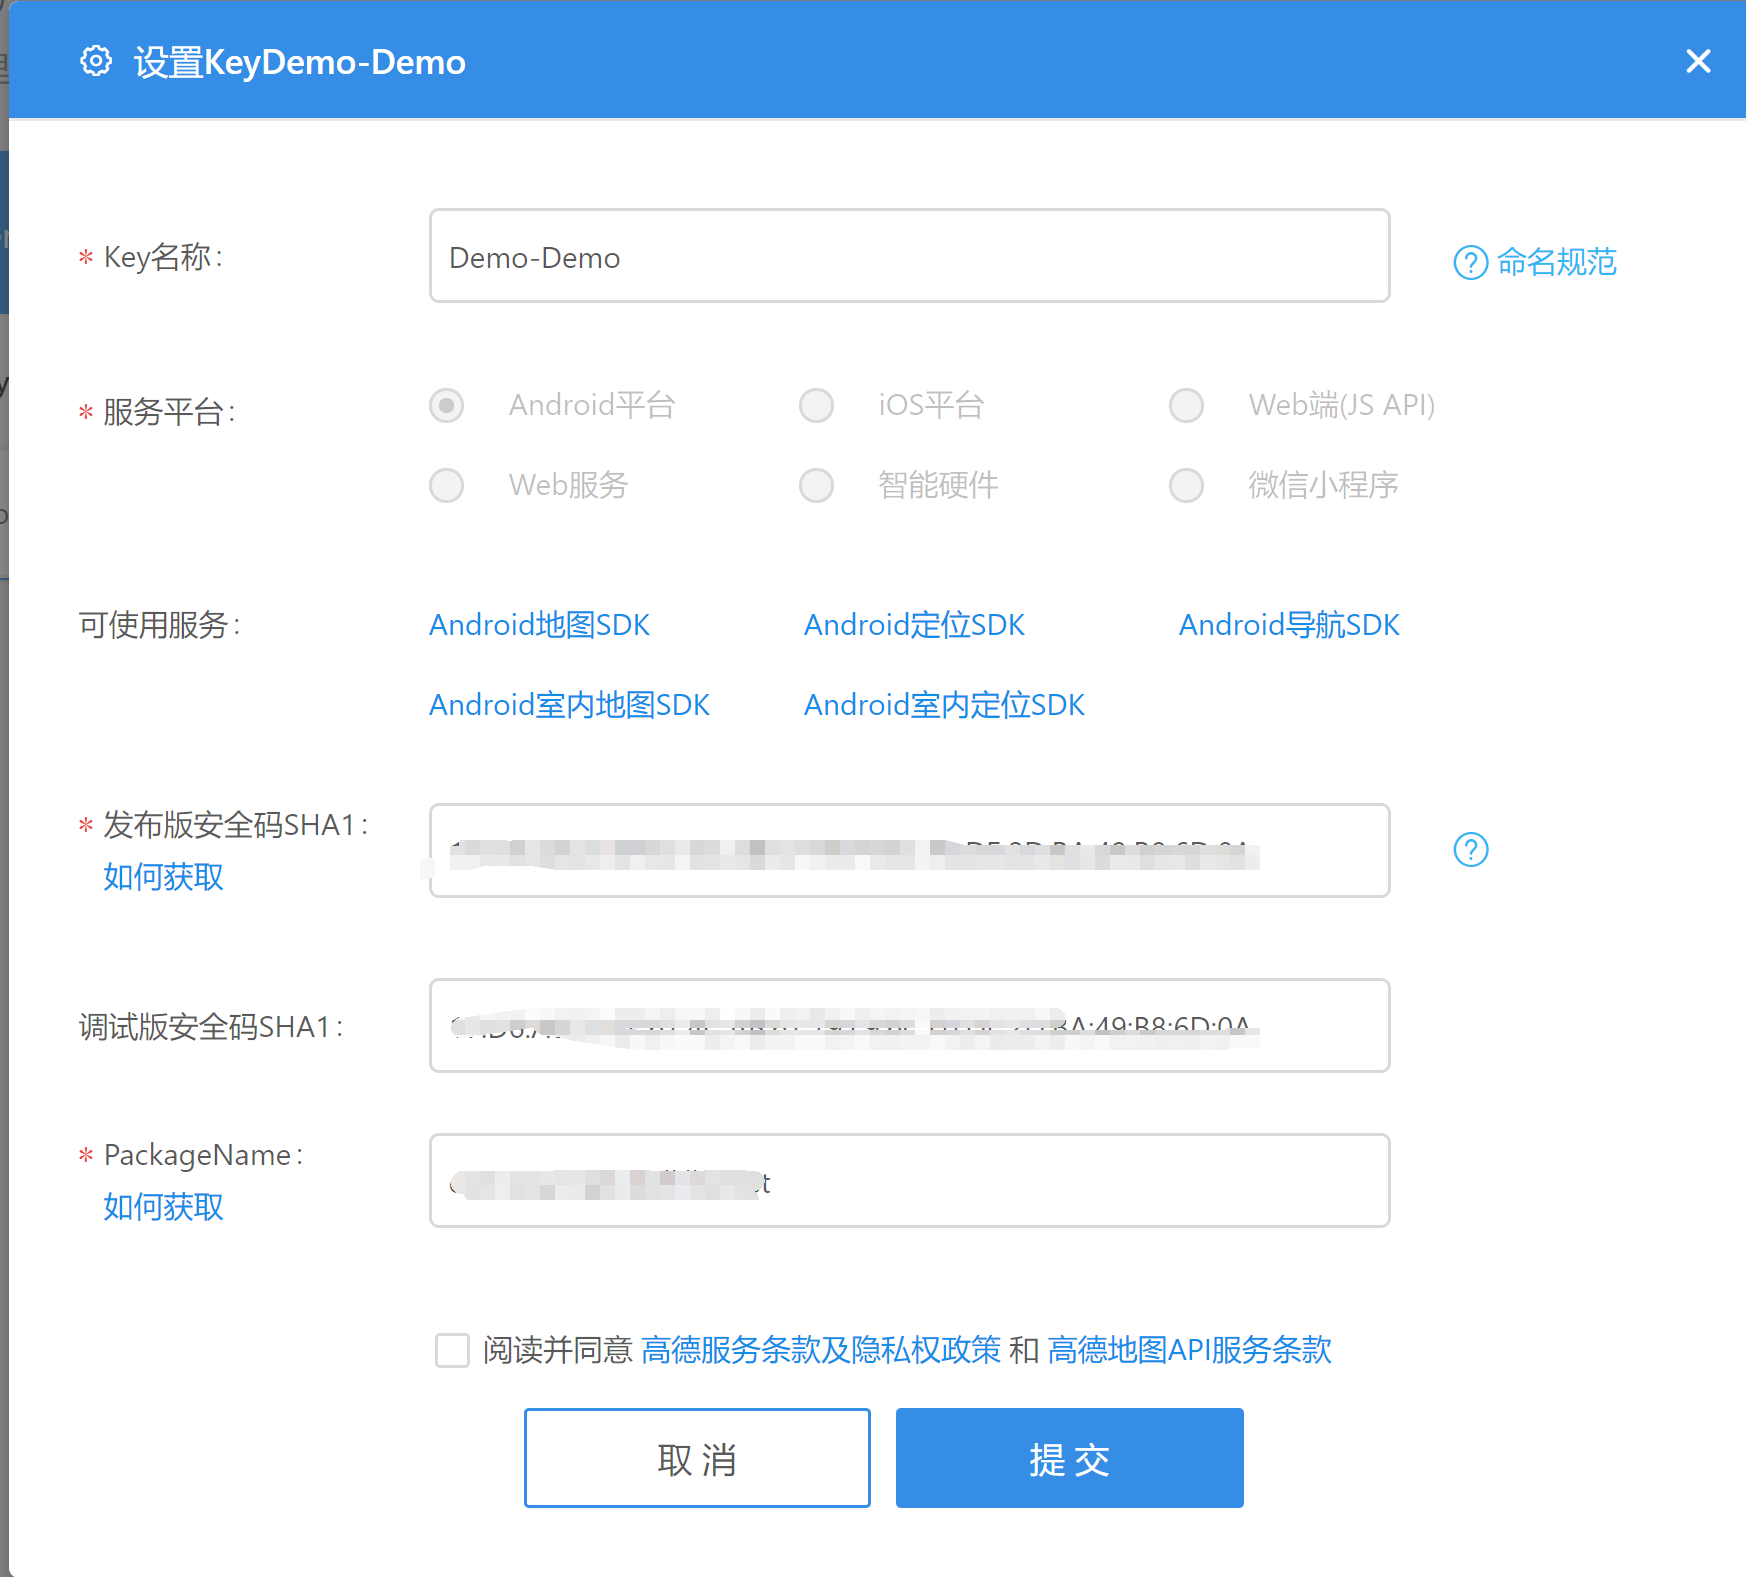 设置KeyDemo-Demo
* Key名称:
Demo-Demo
命名规范
* 服务平台:
Android平台
iOS平台
Web端(JS API)
Web服务
智能硬件
微信小程序
可使用服务:
Android地图SDK
Android定位SDK
Android导航SDK
Android室内地图SDK
Android室内定位SDK
* 发布版安全码SHA1:
如何获取
调试版安全码SHA1:
:49:B8:6D:0A
* PackageName:
如何获取
阅读并同意 高德服务条款及隐私权政策 和 高德地图API服务条款
取消
提交